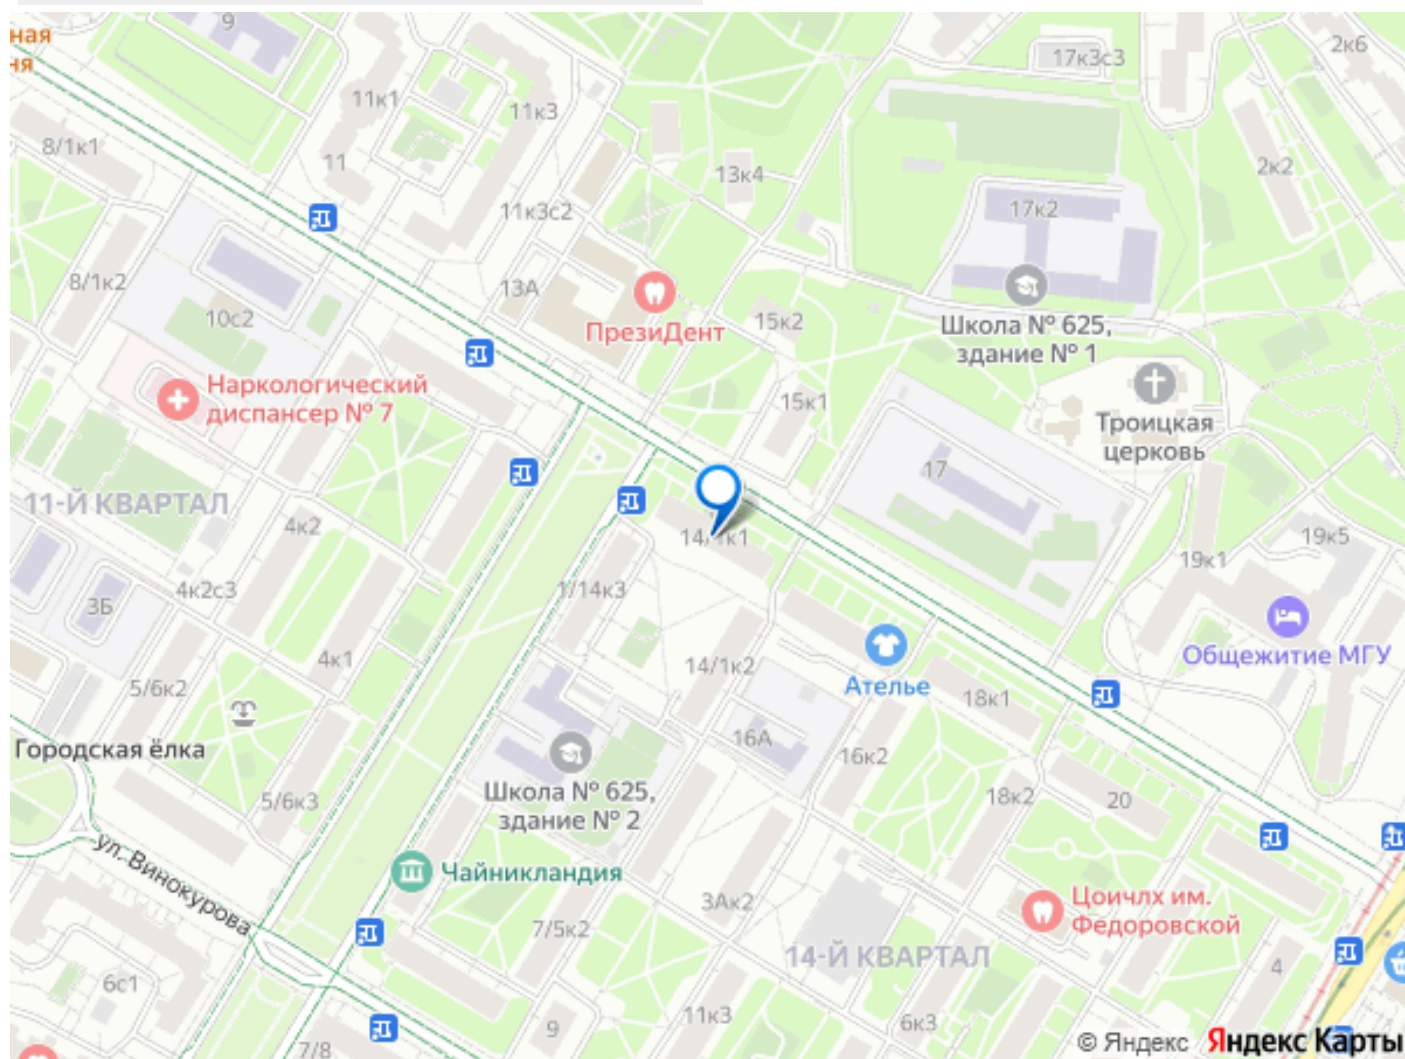 ная
ня
9
17к3с3
2к6
11к1
11к3
8/1к1
11
13к4
2к2
11к3с2
17к2
8/1к2
13А
10с2
ПрезиДент
15к2
Школа № 625,
здание № 1
Наркологический
диспансер № 7
15к1
Троицкая
церковь
17
11-Й КВАРТАЛ
4к2
14/1к1
19к5
19к1
4к2с3
1/14к3
3Б
Общежитие МГУ
4к1
14/1к2
5/6к2
Ателье
18к1
Городская ёлка
16А
16к2
5/6к3
Школа № 625,
здание № 2
18к2
20
ул. Винокурова
Чайникландия
3Ак2
Цоичлх им.
Федоровской
7/5к2
14-Й КВАРТАЛ
4
6с1
11к3
6к3
9
7/8
© Яндекс Яндекс Карты